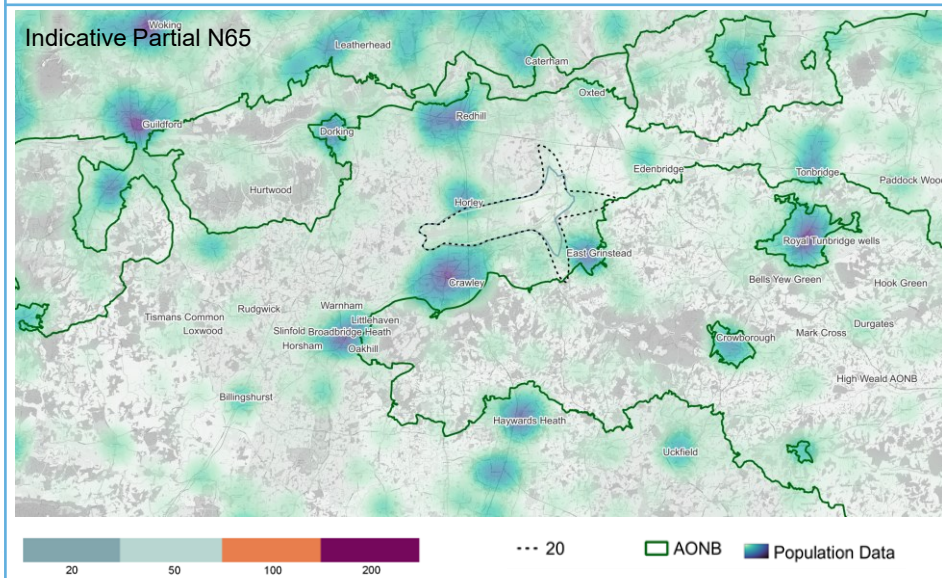 Indicative Partial N65
Woking
Leatherhead
Caterham
Oxted
Guildford
Redhill
Dorking
Edenbridge
Tonbridge
Paddock Wood
Hurtwood
Horley
Royal Tunbridge wells
East Grinstead
Bells Yew Green
Hook Green
Crawley
Warnham
Rudgwick
Tismans Common
Littlehaven
Loxwood
Slinfold Broadbridge Heath
Horsham
Oakhill
Durgates
Mark Cross
Crowborough
High Weald AONB
Billingshurst
Haywards Heath
Uckfield
20 50 100 200
20
AONB
Population Data